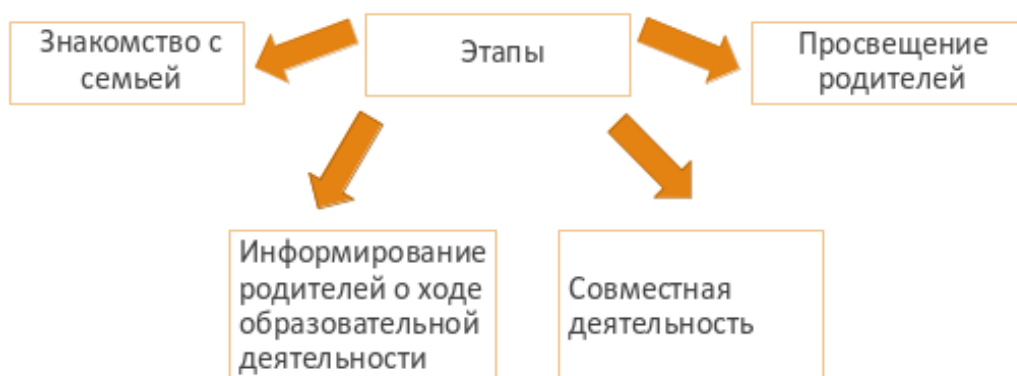 Знакомство с
семьей
Этапы
Просвещение
родителей
Информирование
родителей о ходе
образовательной
деятельности
Совместная
деятельность